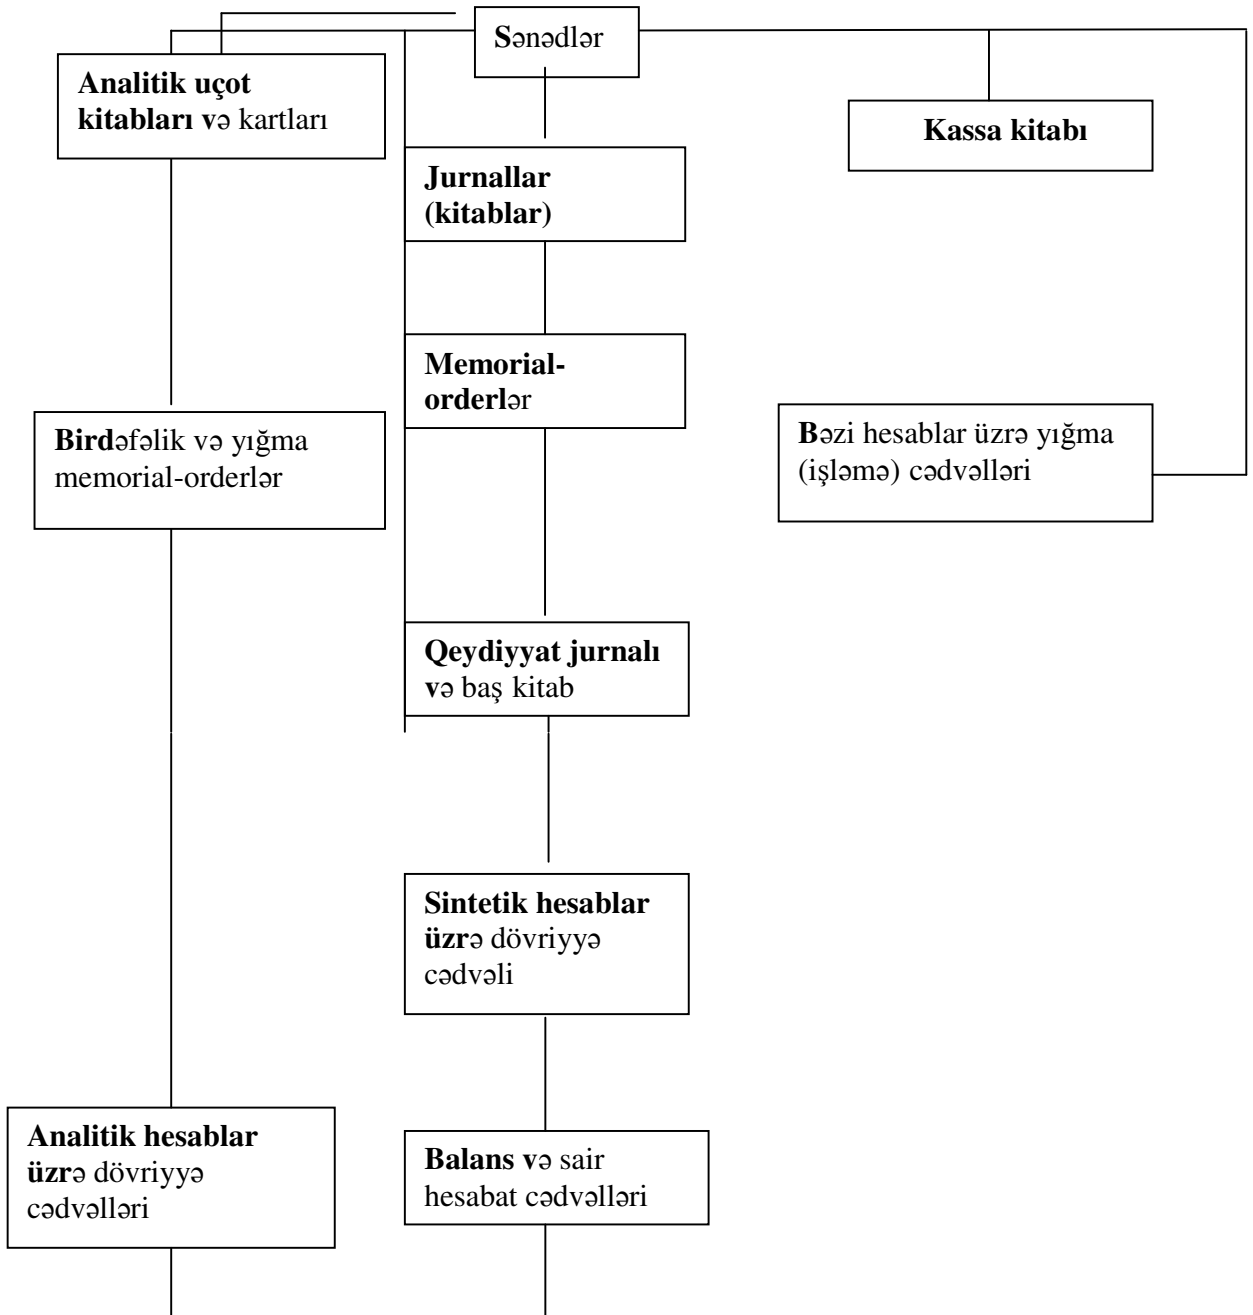 Sənədlər
Analitik uçot
kitabları və kartları
Kassa kitabı
Jurnallar
(kitablar)
Memorial-
orderlər
Birdəfəlik və yığma
memorial-orderlər
Bəzi hesablar üzrə yığma
(işləmə) cədvəlləri
Qeydiyyat jurnalı
və baş kitab
Sintetik hesablar
üzrə dövriyyə
cədvəli
Analitik hesablar
üzrə dövriyyə
cədvəlləri
Balans və sair
hesabat cədvəlləri